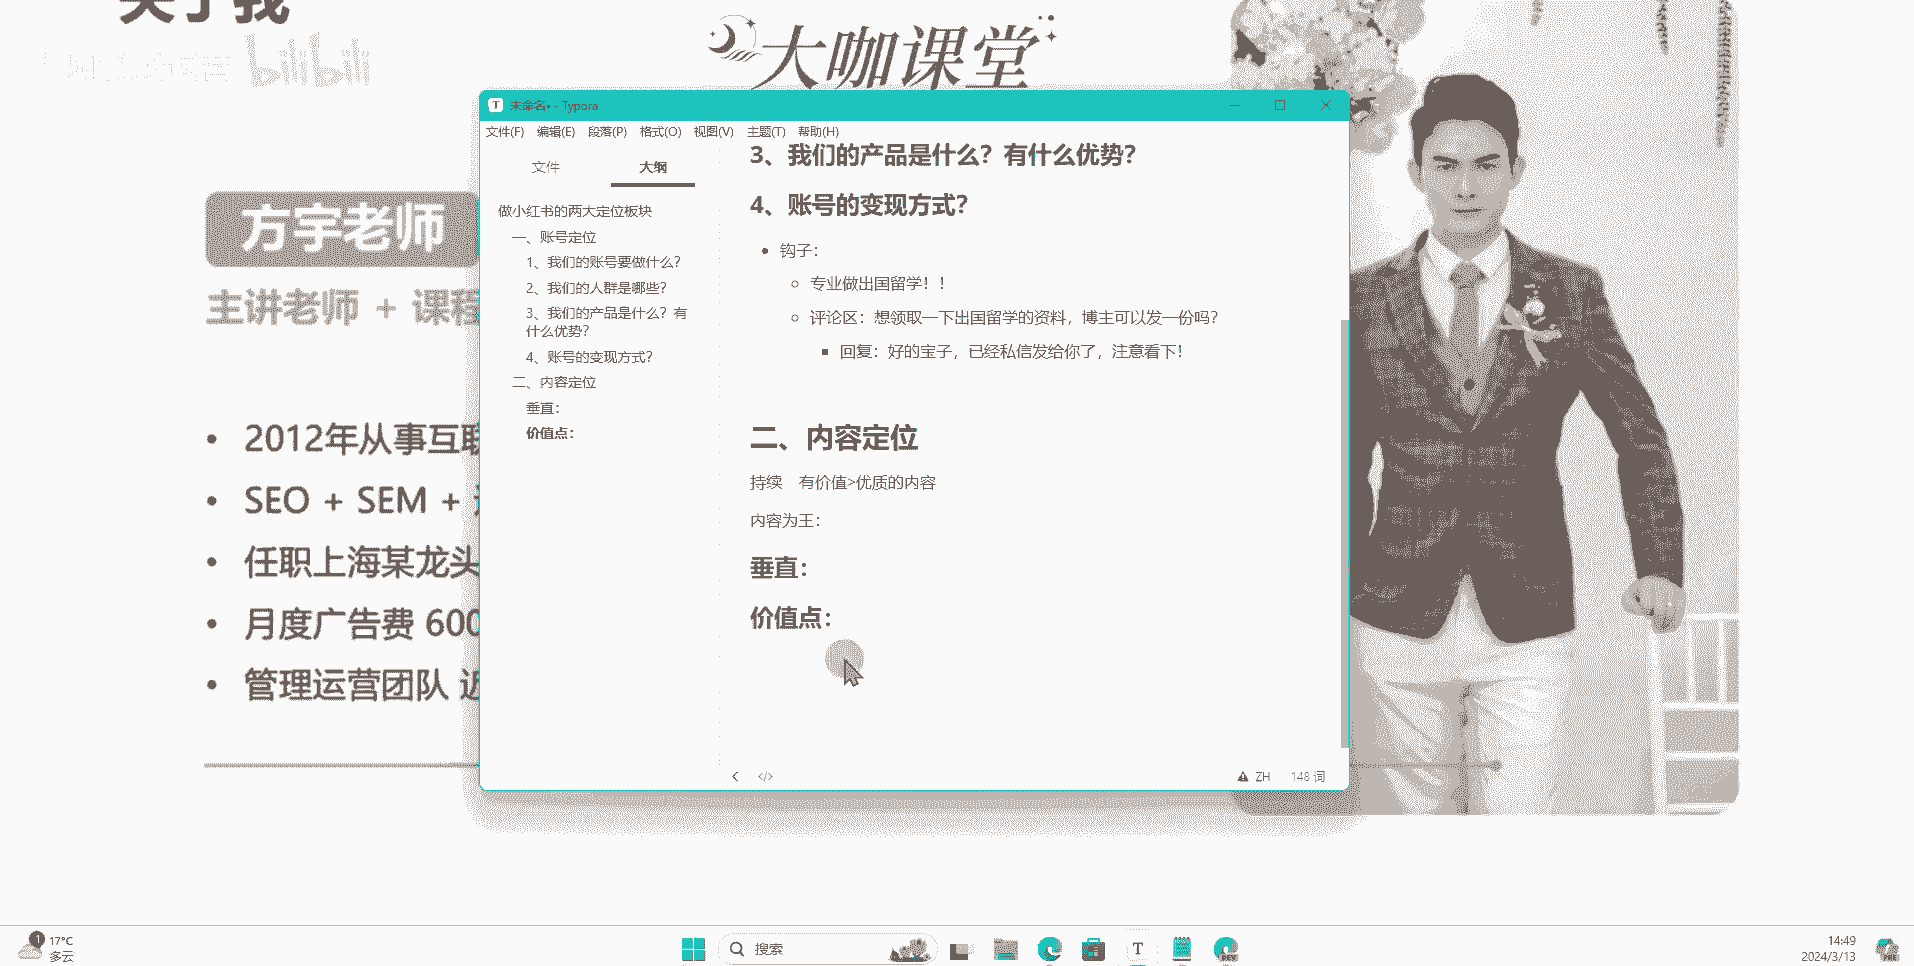 关于我
bilibili
大咖课堂
方宇老师
主讲老师 + 课程
2012年从事互联
SEO + SEM +
任职上海某龙头
月度广告费 600
管理运营团队 近
未命名• - Typora
文件(F) 编辑(E) 段落(P) 格式(O) 视图(V) 主题(T) 帮助(H)
文件 大纲
做小红书的两大定位板块
一、账号定位
1、我们的账号要做什么？
2、我们的人群是哪些？
3、我们的产品是什么？有
什么优势？
4、账号的变现方式？
二、内容定位
垂直：
价值点：
3、我们的产品是什么？有什么优势？
4、账号的变现方式？
钩子：
专业做出国留学！！
评论区：想领取一下出国留学的资料，博主可以发一份吗？
回复：好的宝子，已经私信发给你了，注意看下！
二、内容定位
持续 有价值>优质的内容
内容为王：
垂直：
价值点：
ZH 148 词
1
17°C
多云
搜索
T
DEV
14:49
2024/3/13
PRE